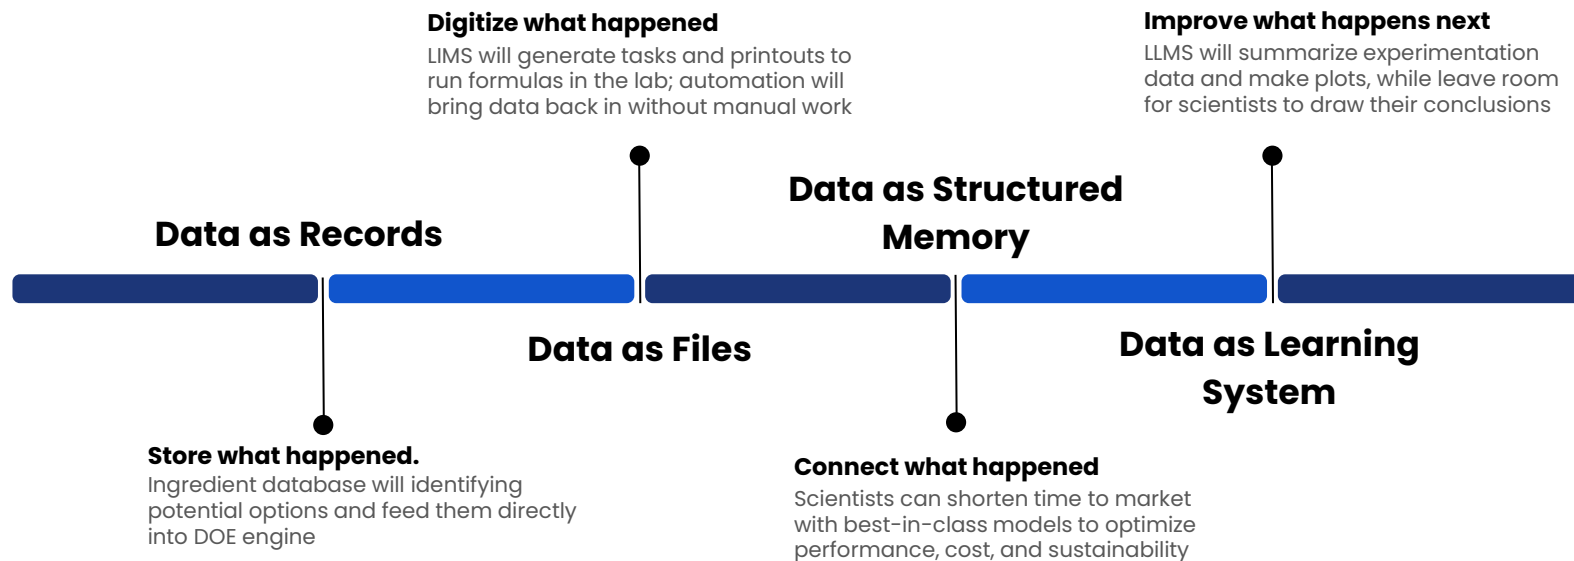 Digitize what happened
LIMS will generate tasks and printouts to
run formulas in the lab; automation will
bring data back in without manual work
Improve what happens next
LLMS will summarize experimentation
data and make plots, while leave room
for scientists to draw their conclusions
Data as Records
Data as Structured
Memory
Data as Files
Data as Learning
System
Store what happened.
Ingredient database will identifying
potential options and feed them directly
into DOE engine
Connect what happened
Scientists can shorten time to market
with best-in-class models to optimize
performance, cost, and sustainability